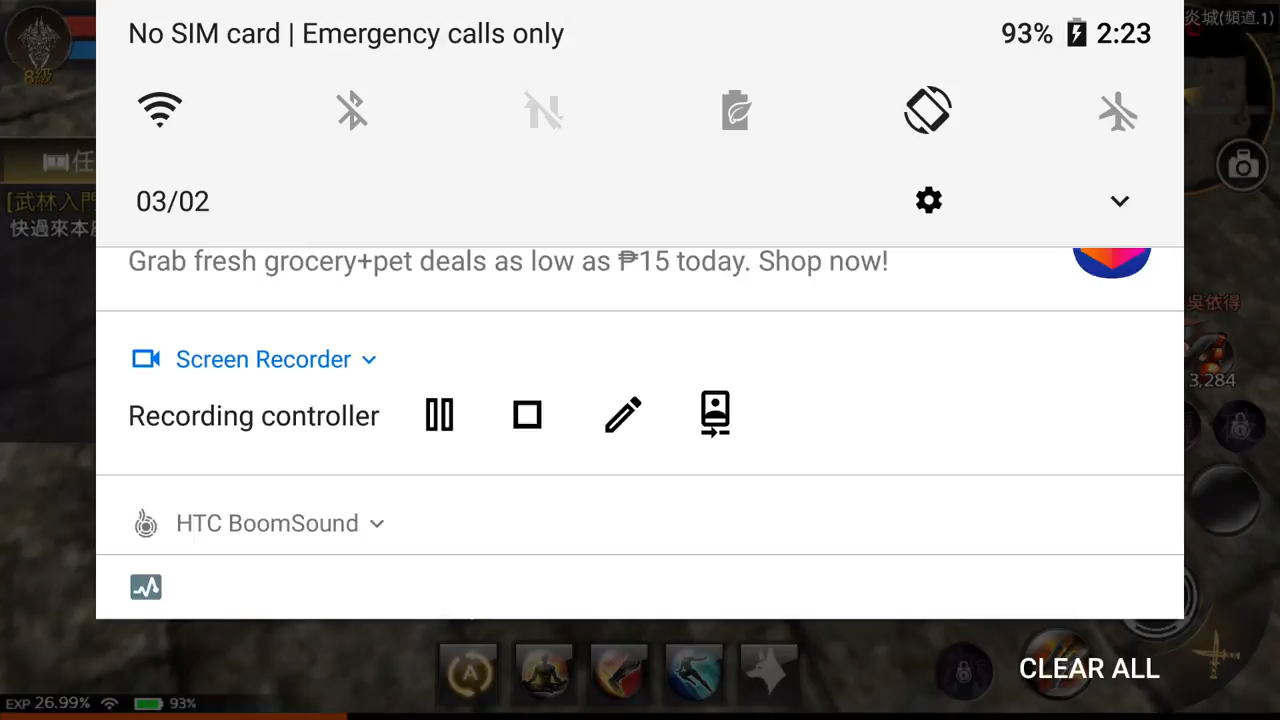 No SIM card | Emergency calls only
93%
2:23
炎城(頻道.1)
8級
03/02
任
[武林入門
快過來本
Grab fresh grocery+pet deals as low as ₱15 today. Shop now!
吳依得
3,284
Screen Recorder
Recording controller
HTC BoomSound
A
CLEAR ALL
EXP 26.99%
93%